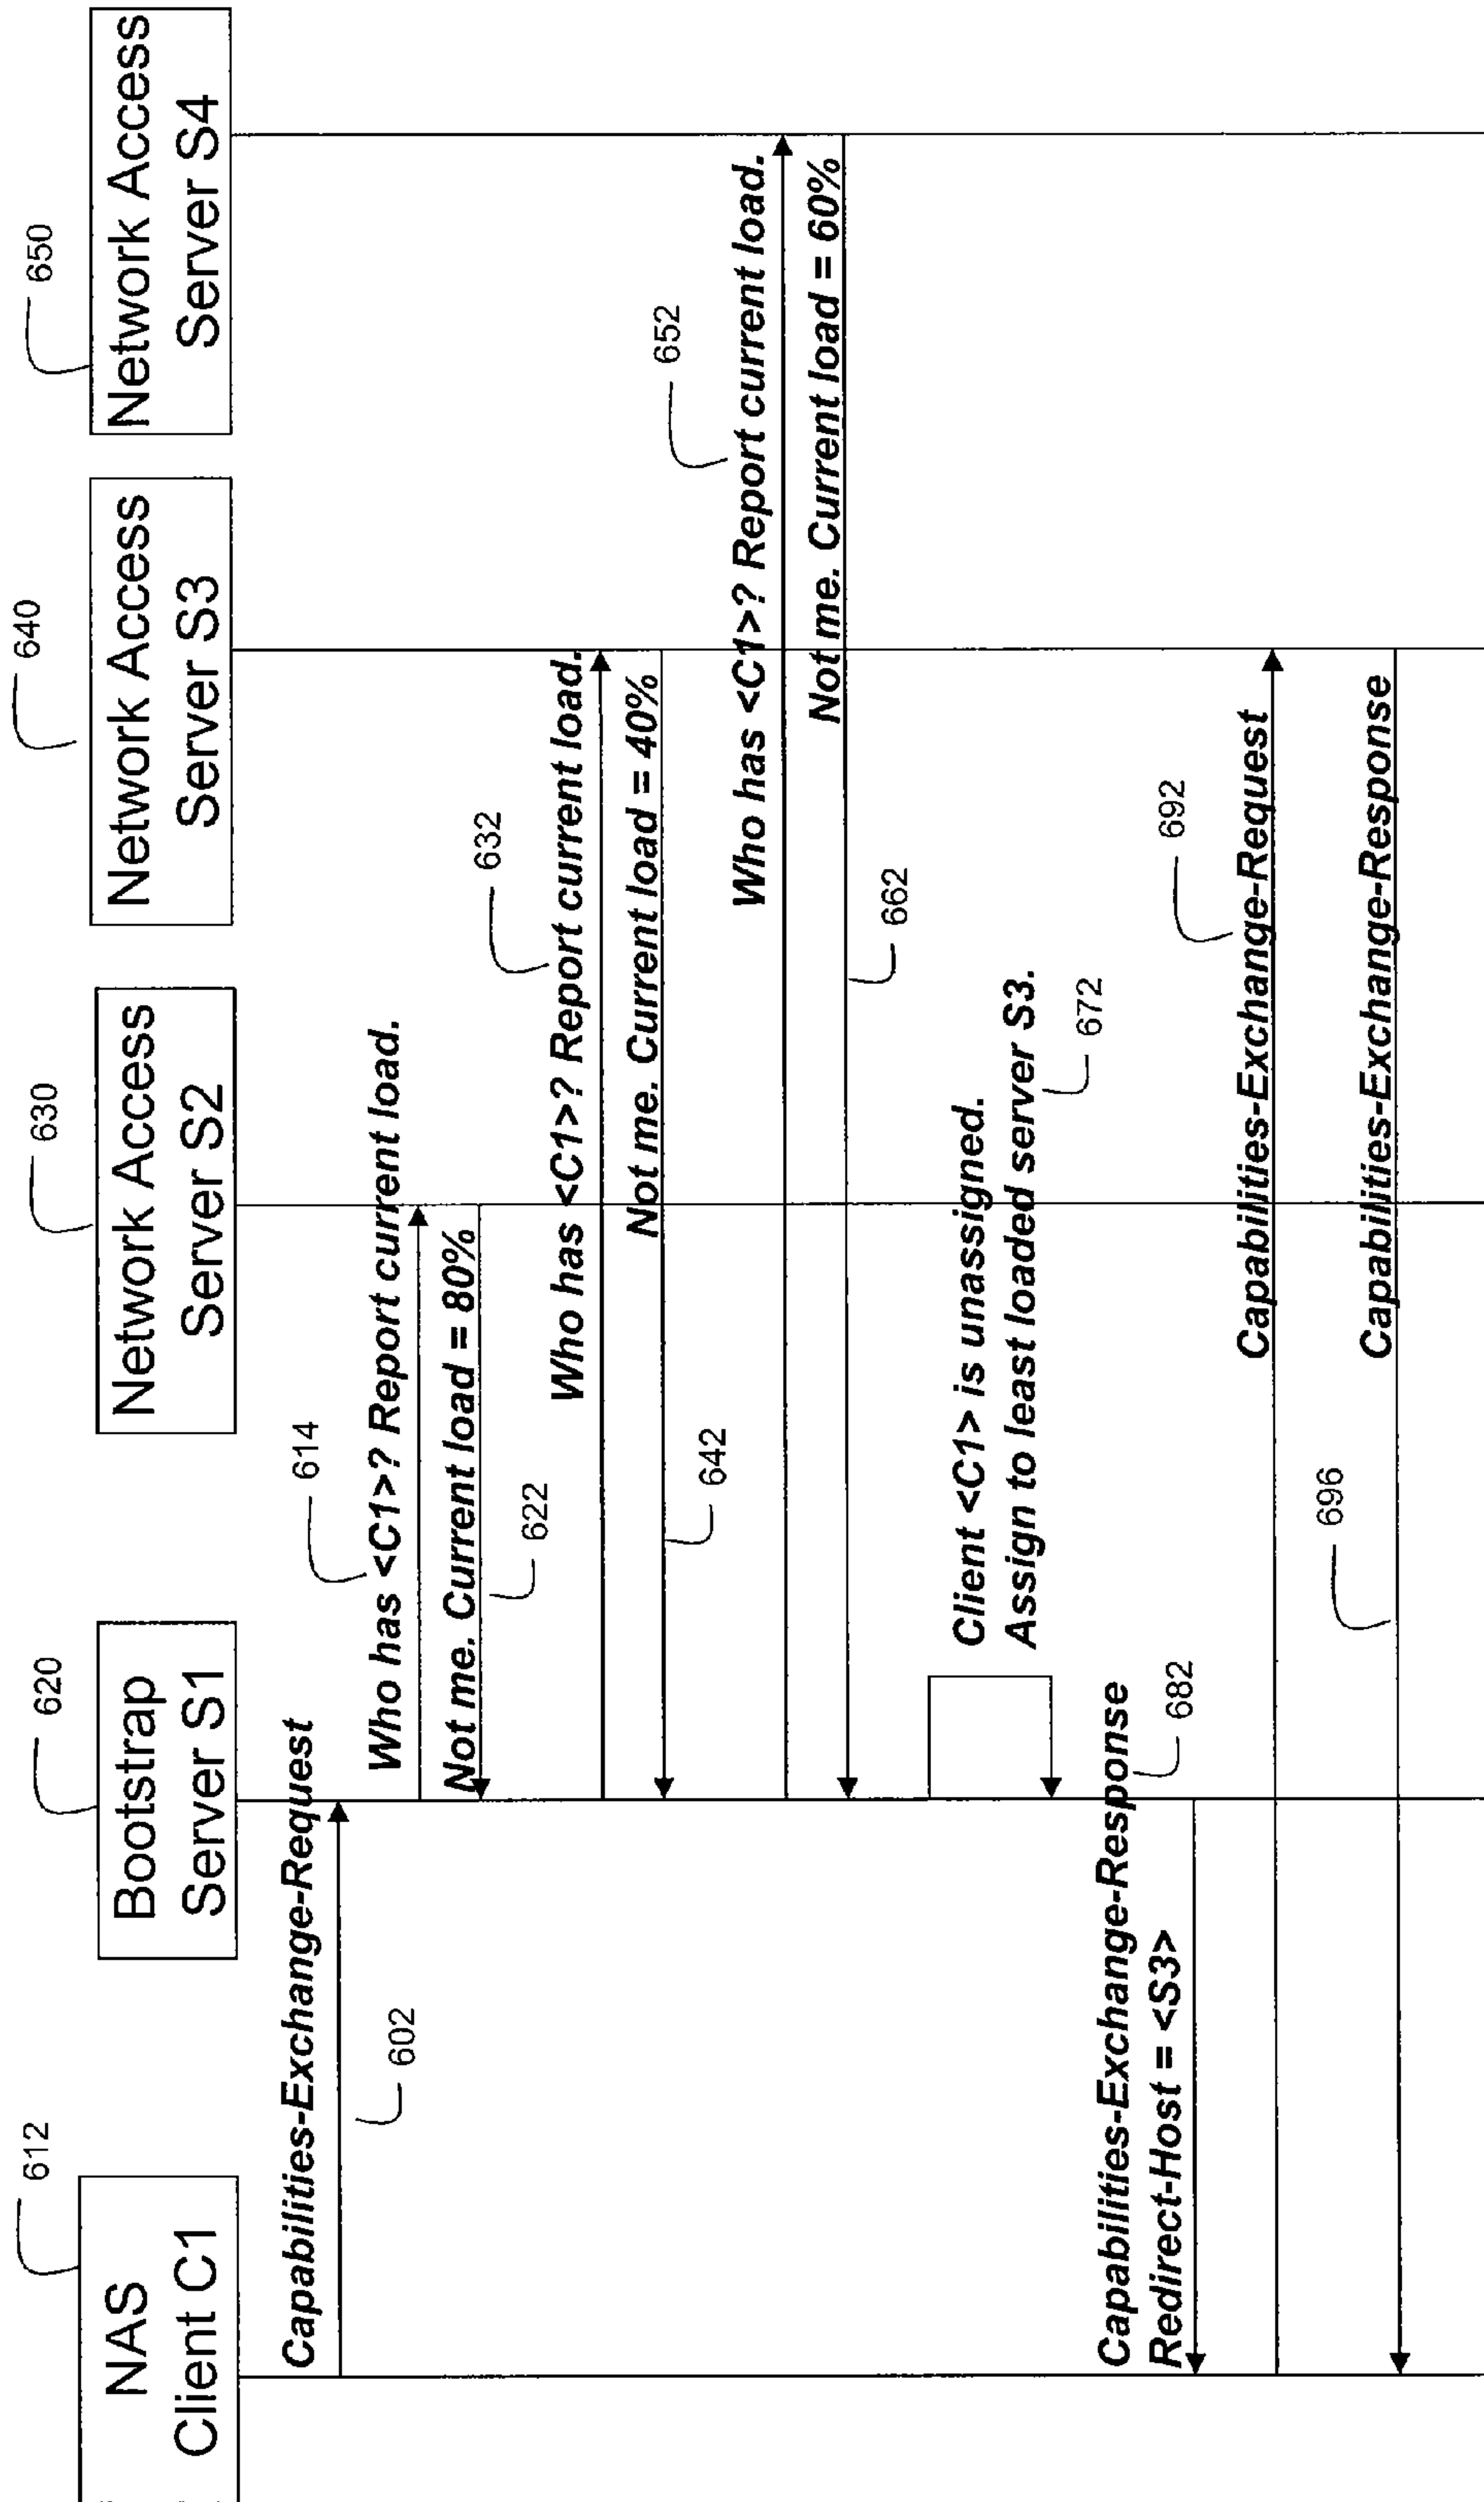 612
NAS
Client C1
620
Bootstrap
Server S1
630
Network Access
Server S2
640
Network Access
Server S3
650
Network Access
Server S4
Capabilities-Exchange-Request
602
614
Who has <C1>? Report current load.
Not me. Current load = 80%
622
632
Who has <C1>? Report current load.
Not me. Current load = 40%
642
652
Who has <C1>? Report current load.
Not me. Current load = 60%
662
Client <C1> is unassigned.
Assign to least loaded server S3.
672
Capabilities-Exchange-Response
Redirect-Host = <S3>
682
692
Capabilities-Exchange-Request
Capabilities-Exchange-Response
696